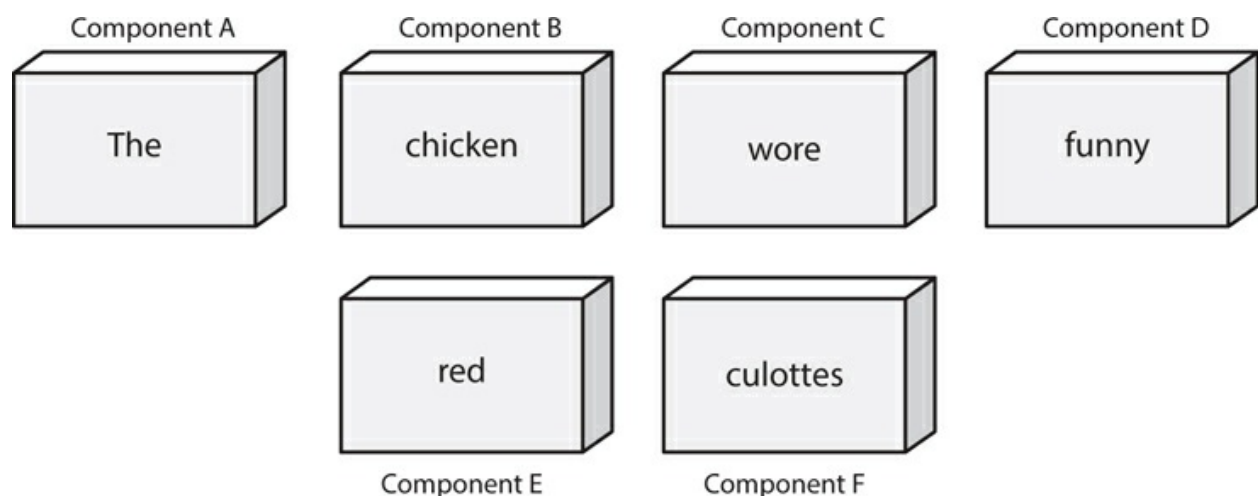 Component A Component B Component C Component D
The chicken wore funny
red culottes
Component E Component F